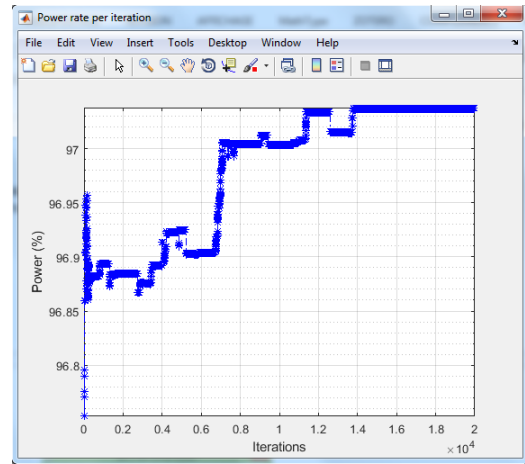 Power rate per iteration
File Edit View Insert Tools Desktop Window Help
97
96.95
96.9
96.85
96.8
Power (%)
0 0.2 0.4 0.6 0.8 1 1.2 1.4 1.6 1.8 2
Iterations
× 10⁴